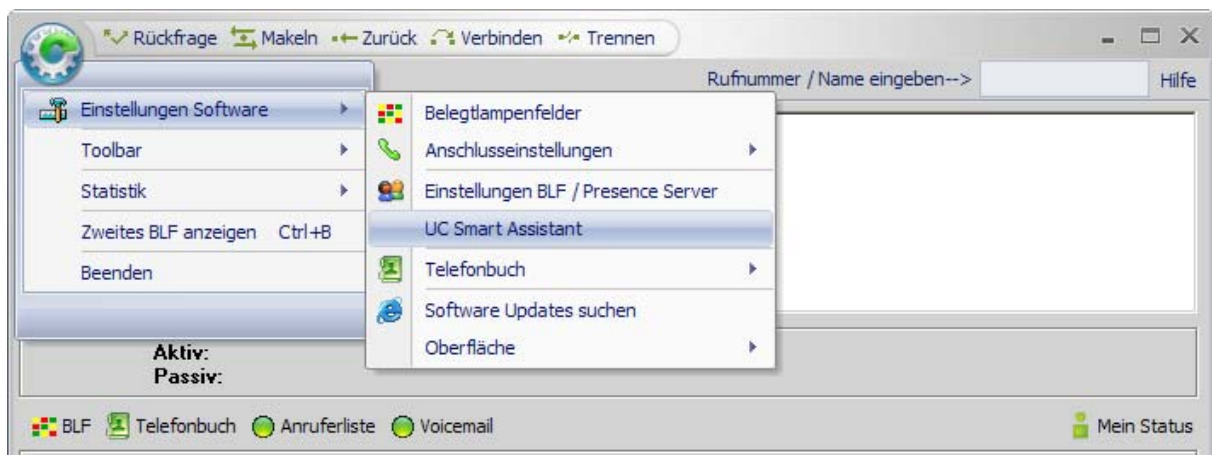 Rückfrage Makeln Zurück Verbinden Trennen
Rufnummer / Name eingeben--> Hilfe
Einstellungen Software
Toolbar
Statistik
Zweites BLF anzeigen Ctrl+B
Beenden
Belegtlampenfelder
Anschlusseinstellungen
Einstellungen BLF / Presence Server
UC Smart Assistant
Telefonbuch
Software Updates suchen
Oberfläche
Aktiv:
Passiv:
BLF Telefonbuch Anruferliste Voicemail Mein Status